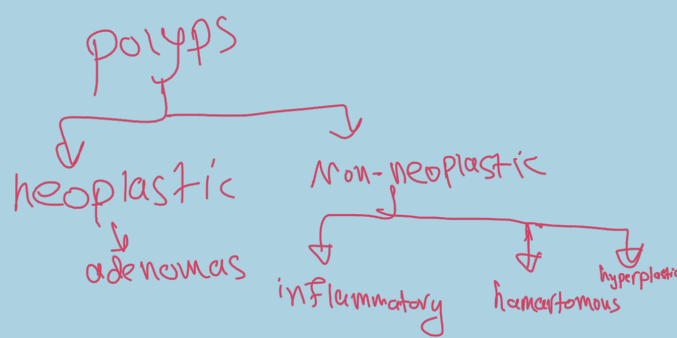 polyps
neoplastic
Non-neoplastic
adenomas
inflammatory
hamartomous
hyperplastic